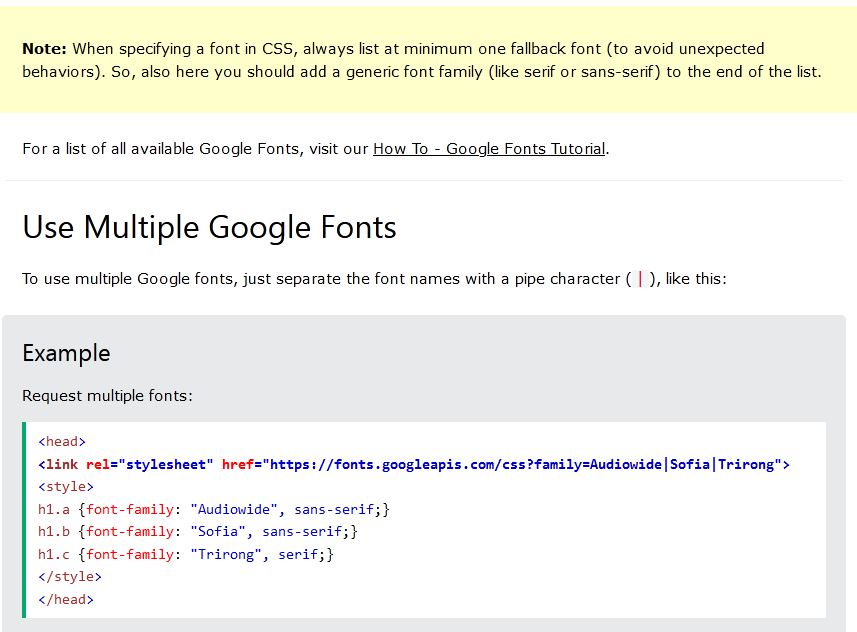 Note: When specifying a font in CSS, always list at minimum one fallback font (to avoid unexpected
behaviors). So, also here you should add a generic font family (like serif or sans-serif) to the end of the list.
For a list of all available Google Fonts, visit our How To - Google Fonts Tutorial.
Use Multiple Google Fonts
To use multiple Google fonts, just separate the font names with a pipe character ( | ), like this:
Example
Request multiple fonts:
<head>
<link rel="stylesheet" href="https://fonts.googleapis.com/css?family=Audiowide|Sofia|Trirong">
<style>
h1.a {font-family: "Audiowide", sans-serif;}
h1.b {font-family: "Sofia", sans-serif;}
h1.c {font-family: "Trirong", serif;}
</style>
</head>